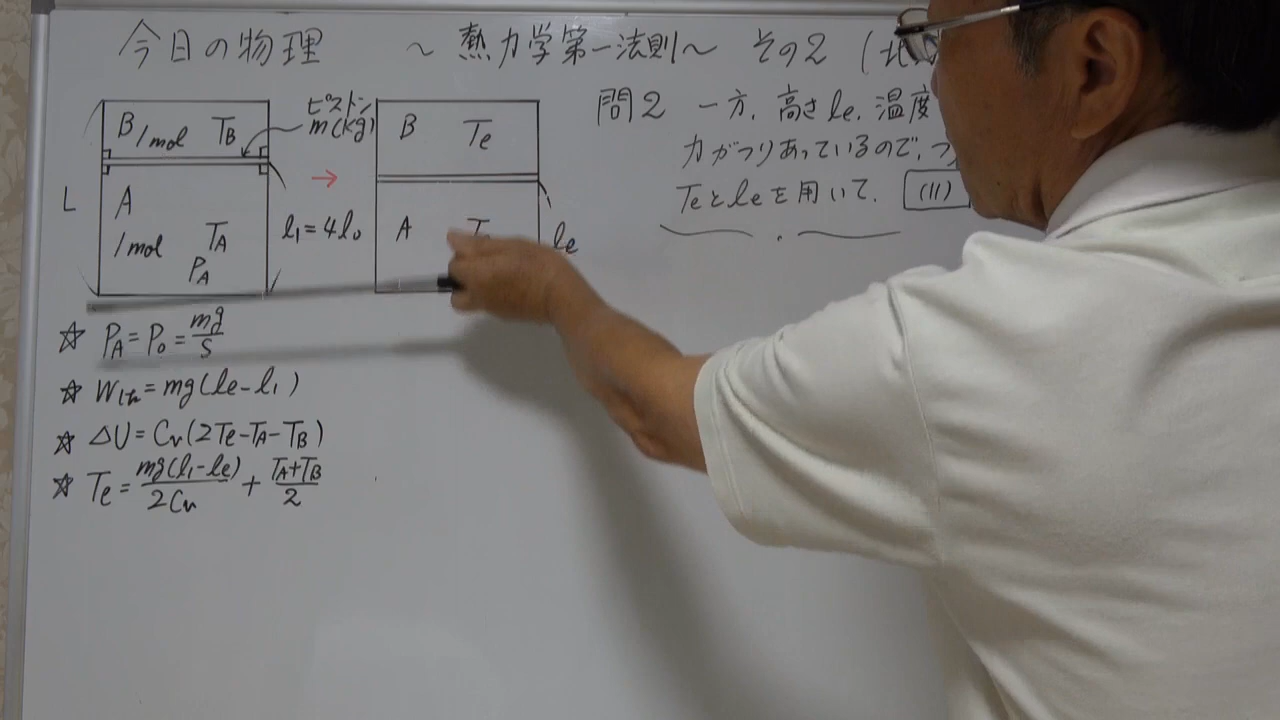 今日の物理 ～熱力学第一法則～ その2 (
B 1mol TB
ピストン
m(kg)
A
1mol TA
PA
L
l₁=4l₀
→
B Te
A
le
問2 一方、高さle、温度
力がつりあっているので、
Teとleを用いて、(11)
☆ PA=P₀=mg/S
☆ W=mg(le-l₁)
☆ ΔU=Cv(2Te-TA-TB)
☆ Te=mg(l₁-le)/2Cv+TA+TB/2